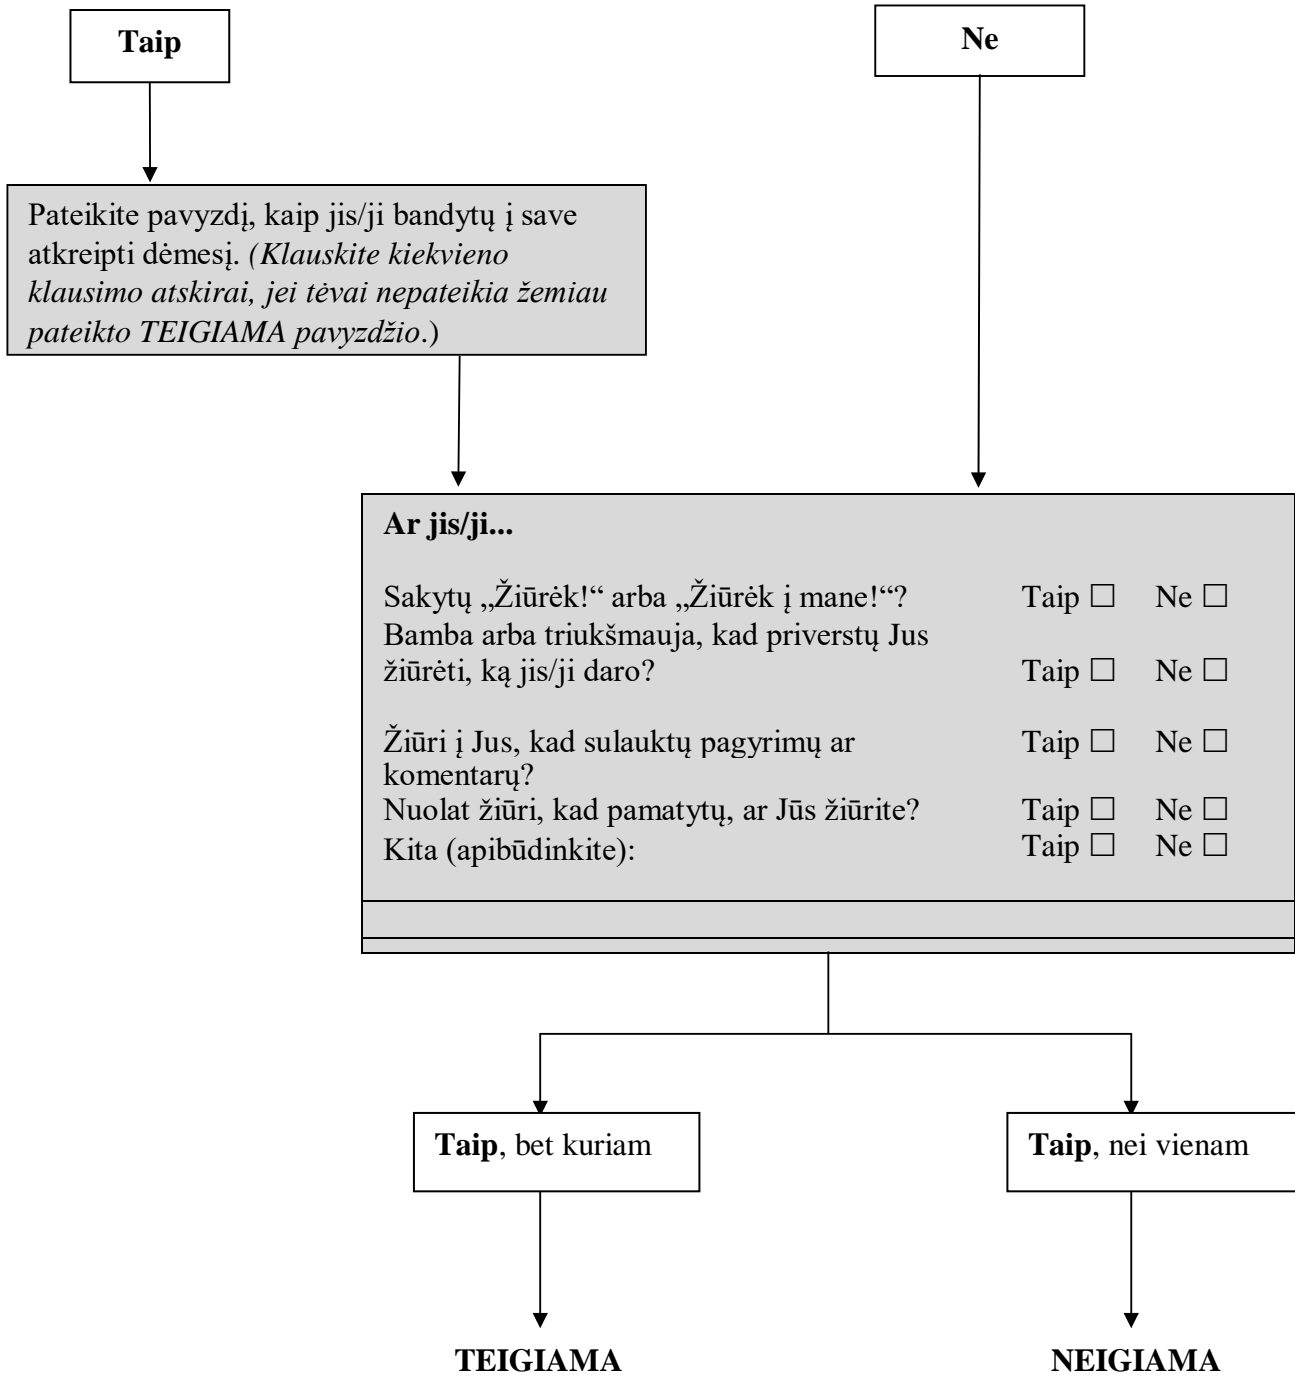 Taip
Ne
Pateikite pavyzdį, kaip jis/ji bandytų į save
atkreipti dėmesį. (Klauskite kiekvieno
klausimo atskirai, jei tėvai nepateikia žemiau
pateikto TEIGIAMA pavyzdžio.)
Ar jis/ji...
Sakytų „Žiūrėk!“ arba „Žiūrėk į mane!“? Taip ☐ Ne ☐
Bamba arba triukšmauja, kad priverstų Jus
žiūrėti, ką jis/ji daro? Taip ☐ Ne ☐
Žiūri į Jus, kad sulauktų pagyrimų ar Taip ☐ Ne ☐
komentarų?
Nuolat žiūri, kad pamatytų, ar Jūs žiūrite? Taip ☐ Ne ☐
Kita (apibūdinkite): Taip ☐ Ne ☐
Taip, bet kuriam
Taip, nei vienam
TEIGIAMA
NEIGIAMA